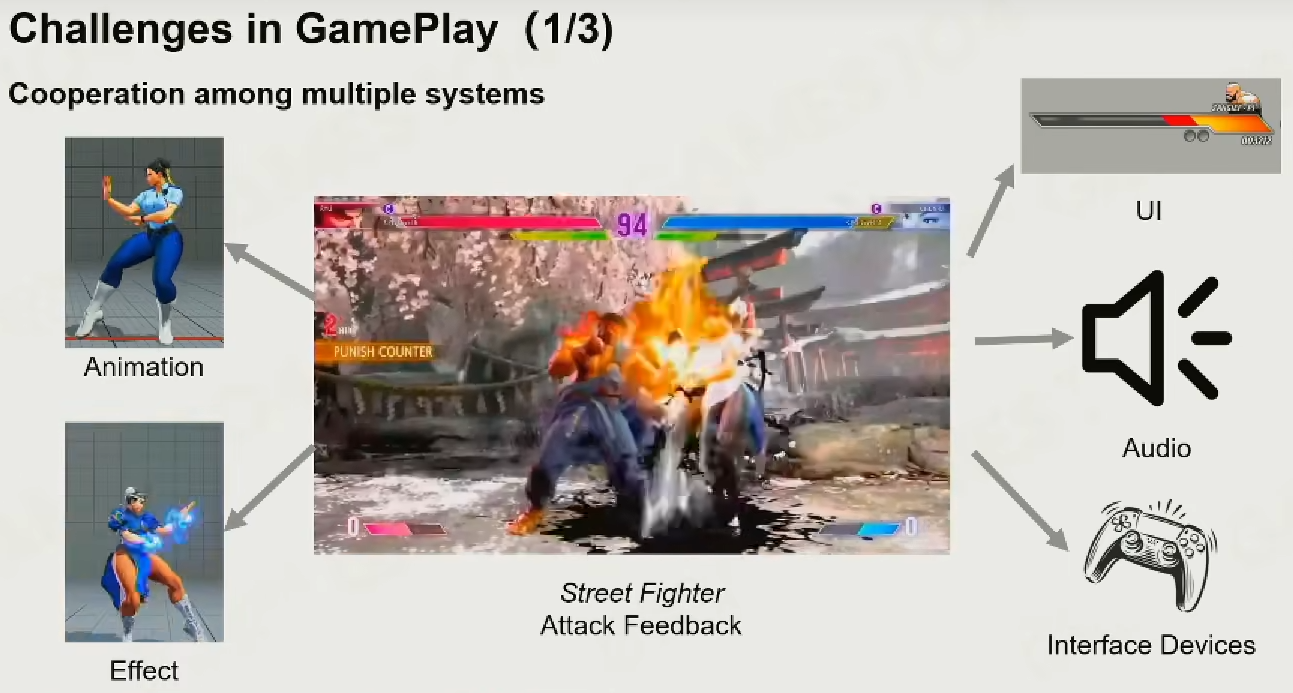 Challenges in GamePlay（1/3)
Cooperation among multiple systems
Animation
Effect
94
2
PUNISH COUNTER
0
0
Street Fighter
Attack Feedback
UI
Audio
Interface Devices